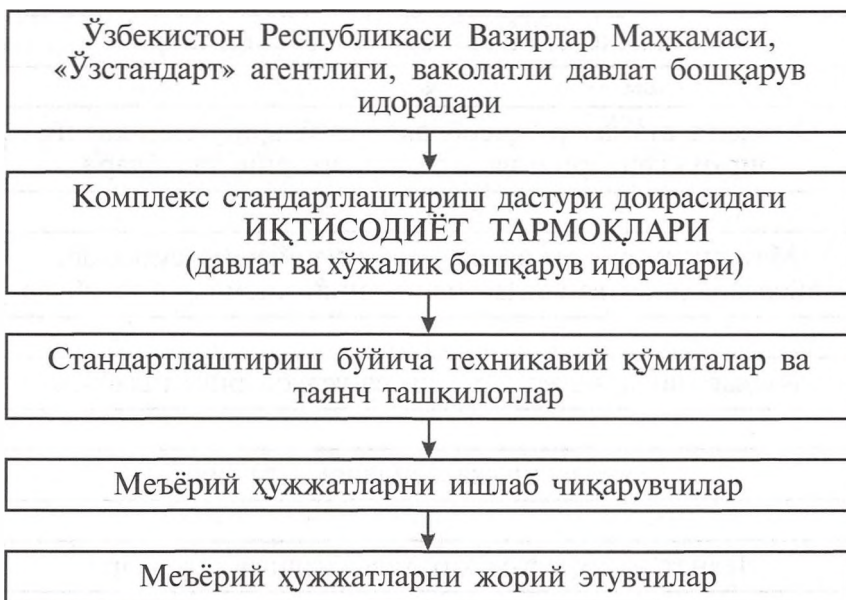 Ўзбекистон Республикаси Вазирлар Маҳкамаси,
«Ўзстандарт» агентлиги, ваколатли давлат бошқарув
идоралари
Комплекс стандартлаштириш дастури доирасидаги
ИҚТИСОДИЁТ ТАРМОҚЛАРИ
(давлат ва хўжалик бошқарув идоралари)
Стандартлаштириш бўйича техникавий қўмиталар ва
таянч ташкилотлар
Меъёрий ҳужжатларни ишлаб чиқарувчилар
Меъёрий ҳужжатларни жорий этувчилар